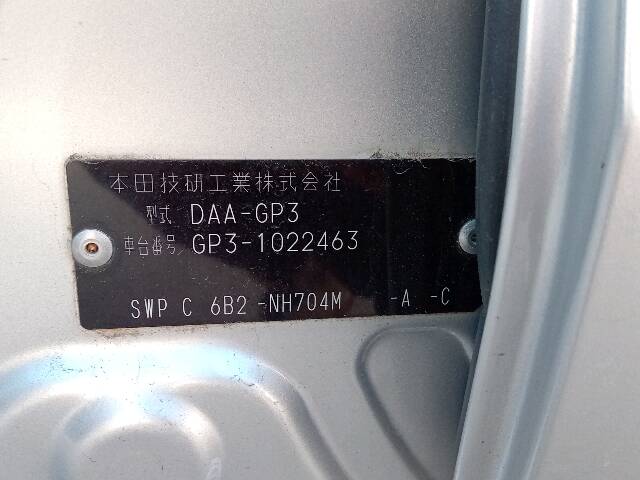 本田技研工業株式会社
型式 DAA-GP3
車台番号 GP3-1022463
SWP C 6B2 -NH704M -A -C